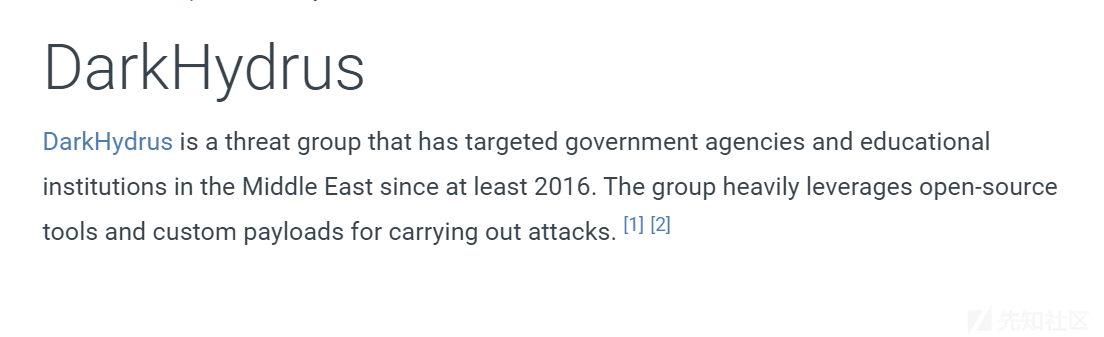 DarkHydrus
DarkHydrus is a threat group that has targeted government agencies and educational
institutions in the Middle East since at least 2016. The group heavily leverages open-source
tools and custom payloads for carrying out attacks. [1] [2]
先知社区